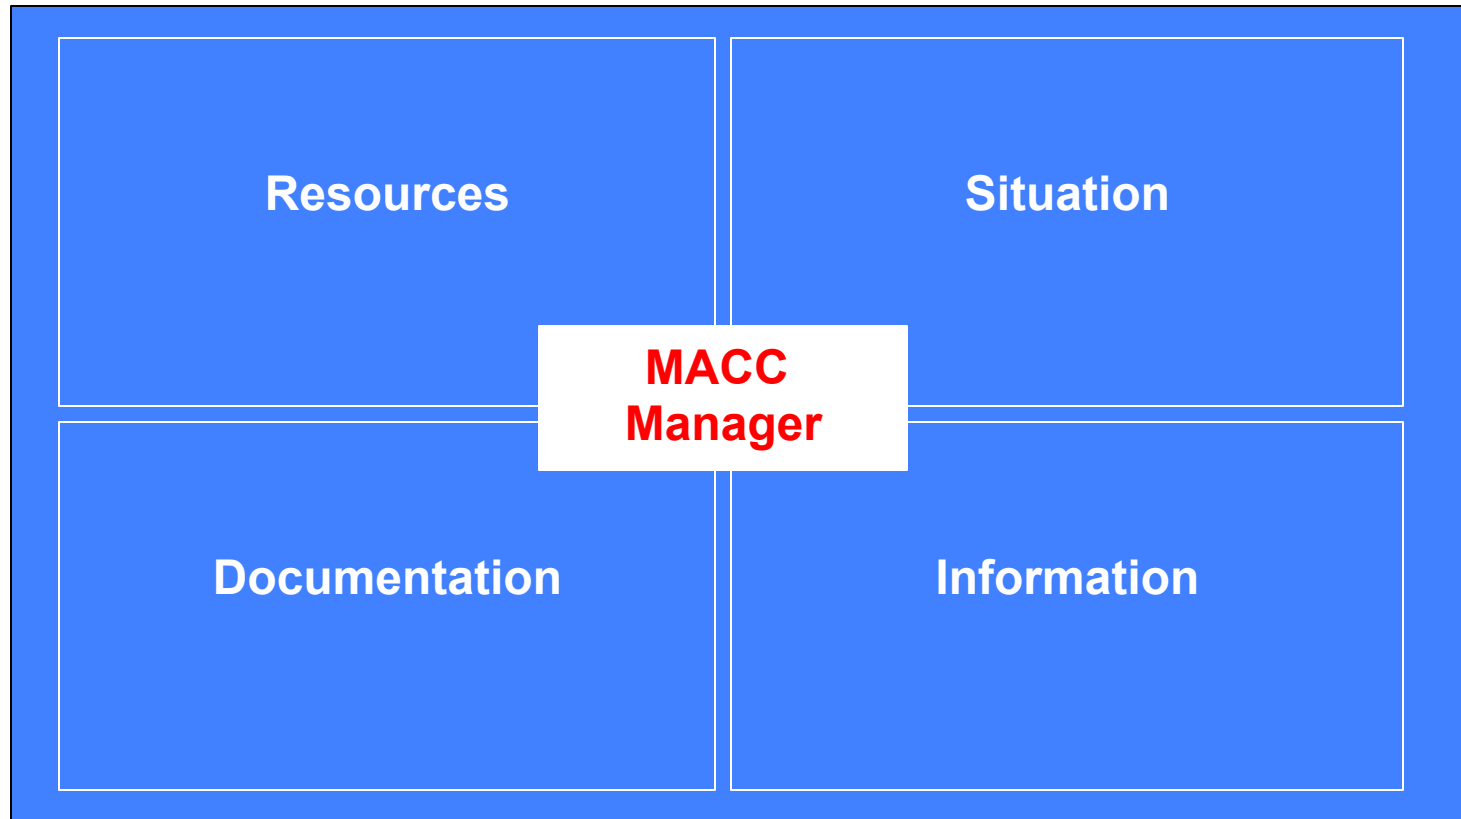 Resources
Situation
MACC
Manager
Documentation
Information